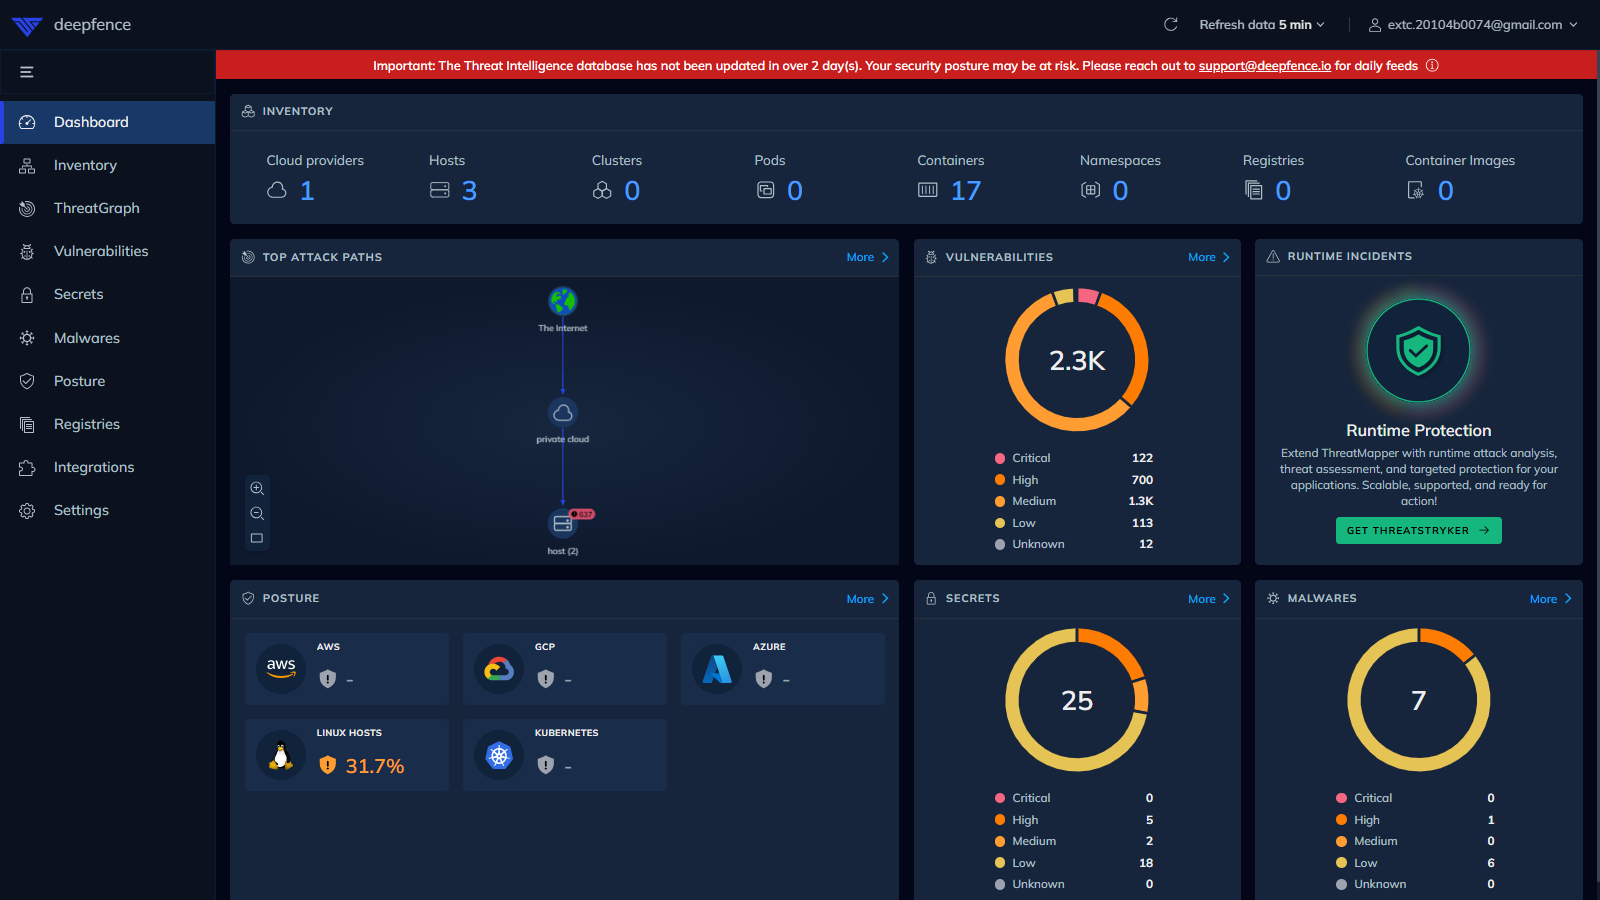 deepfence
Refresh data 5 min
extc.20104b0074@gmail.com
Important: The Threat Intelligence database has not been updated in over 2 day(s). Your security posture may be at risk. Please reach out to support@deepfence.io for daily feeds
Dashboard
Inventory
ThreatGraph
Vulnerabilities
Secrets
Malwares
Posture
Registries
Integrations
Settings
INVENTORY
Cloud providers
1
Hosts
3
Clusters
0
Pods
0
Containers
17
Namespaces
0
Registries
0
Container Images
0
TOP ATTACK PATHS
More
The Internet
private cloud
637
host (2)
VULNERABILITIES
More
2.3K
Critical 122
High 700
Medium 1.3K
Low 113
Unknown 12
RUNTIME INCIDENTS
Runtime Protection
Extend ThreatMapper with runtime attack analysis,
threat assessment, and targeted protection for your
applications. Scalable, supported, and ready for
action!
GET THREATSTRYKER
POSTURE
More
aws
AWS
-
GCP
-
AZURE
-
LINUX HOSTS
31.7%
KUBERNETES
-
SECRETS
More
25
Critical 0
High 5
Medium 2
Low 18
Unknown 0
MALWARES
More
7
Critical 0
High 1
Medium 0
Low 6
Unknown 0